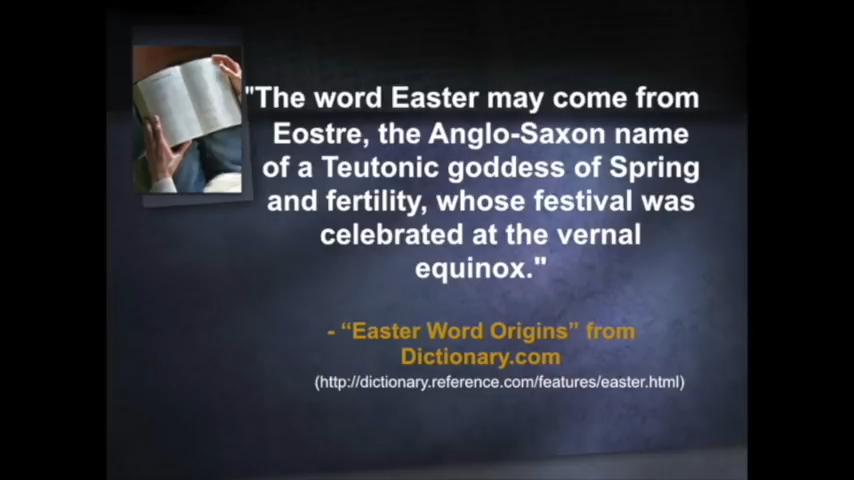 "The word Easter may come from
Eostre, the Anglo-Saxon name
of a Teutonic goddess of Spring
and fertility, whose festival was
celebrated at the vernal
equinox."
- “Easter Word Origins” from
Dictionary.com
(http://dictionary.reference.com/features/easter.html)